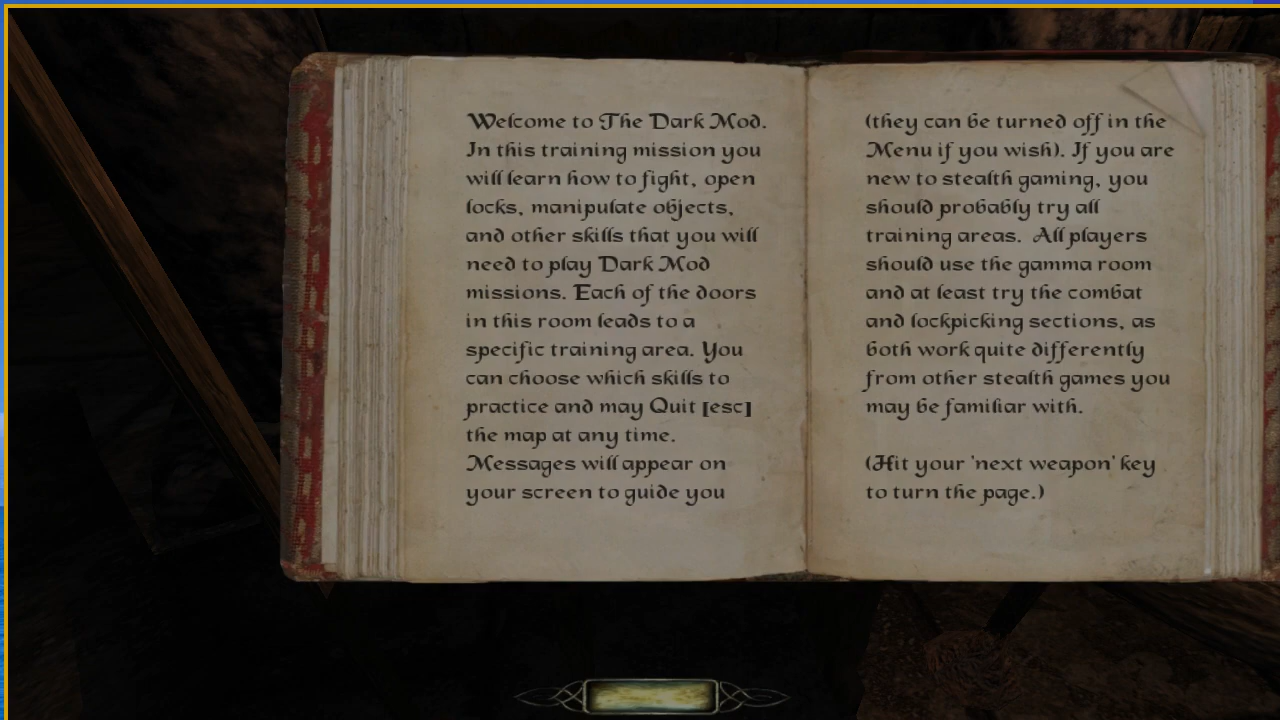 Welcome to The Dark Mod.
In this training mission you
will learn how to fight, open
locks, manipulate objects,
and other skills that you will
need to play Dark Mod
missions. Each of the doors
in this room leads to a
specific training area. You
can choose which skills to
practice and may Quit [esc]
the map at any time.
Messages will appear on
your screen to guide you
(they can be turned off in the
Menu if you wish). If you are
new to stealth gaming, you
should probably try all
training areas.  All players
should use the gamma room
and at least try the combat
and lockpicking sections, as
both work quite differently
from other stealth games you
may be familiar with.
(Hit your 'next weapon' key
to turn the page.)